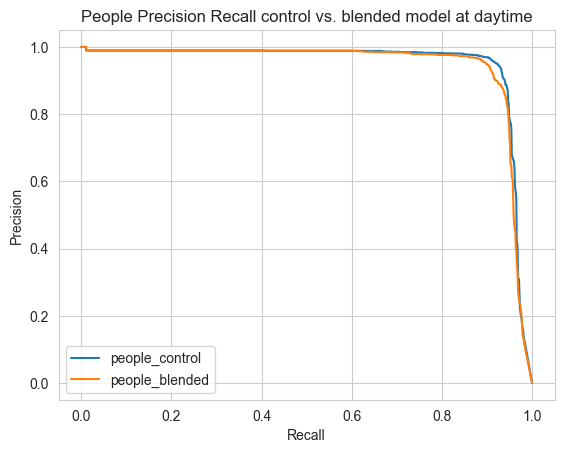 People Precision Recall control vs. blended model at daytime
1.0
0.8
0.6
0.4
0.2
0.0
Precision
people_control
people_blended
0.0 0.2 0.4 0.6 0.8 1.0
Recall